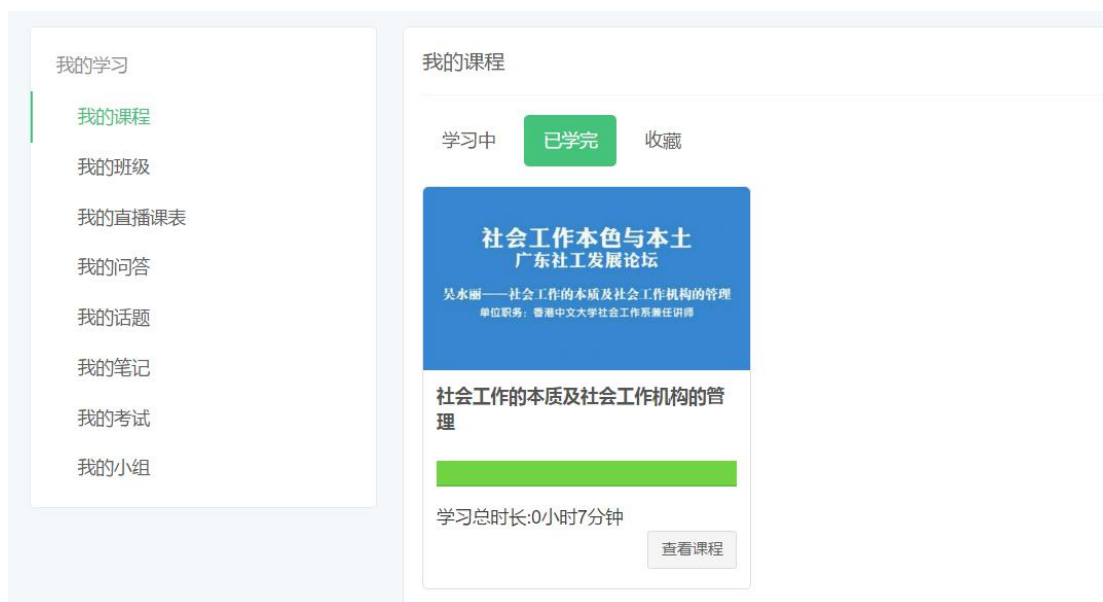 我的学习
我的课程
我的班级
我的直播课表
我的问答
我的话题
我的笔记
我的考试
我的小组
我的课程
学习中
已学完
收藏
社会工作本色与本土
广东社工发展论坛
吴水丽——社会工作的本质及社会工作机构的管理
单位职务：香港中文大学社会工作系兼任讲师
社会工作的本质及社会工作机构的管
理
学习总时长:0小时7分钟
查看课程